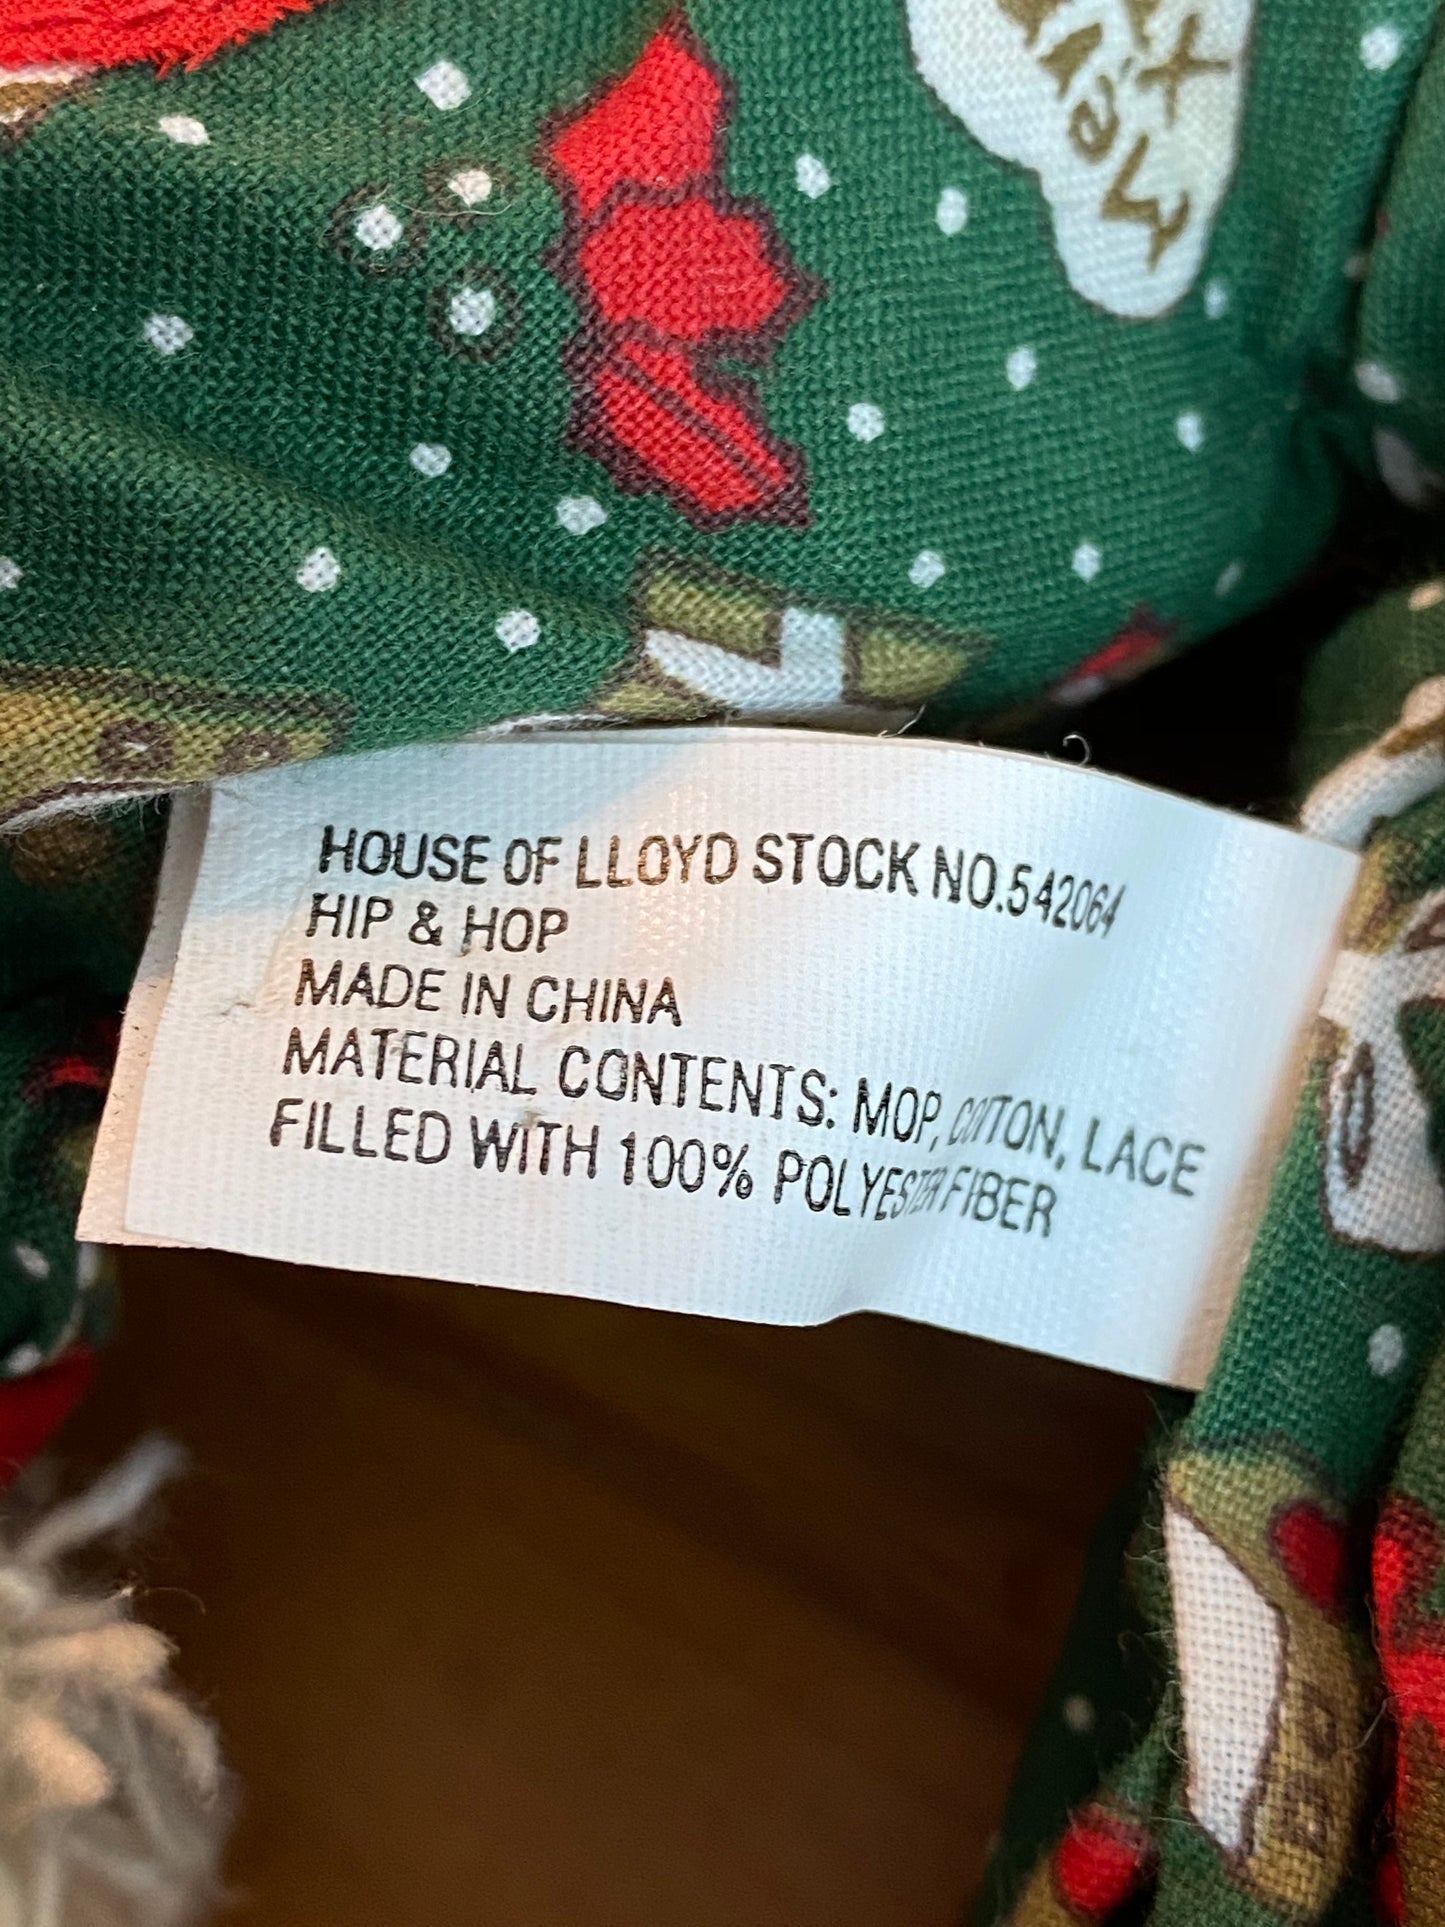 Merry
X
HOUSE OF LLOYD STOCK NO.542064
HIP & HOP
MADE IN CHINA
MATERIAL CONTENTS: MOP, COTTON, LACE
FILLED WITH 100% POLYESTER FIBER